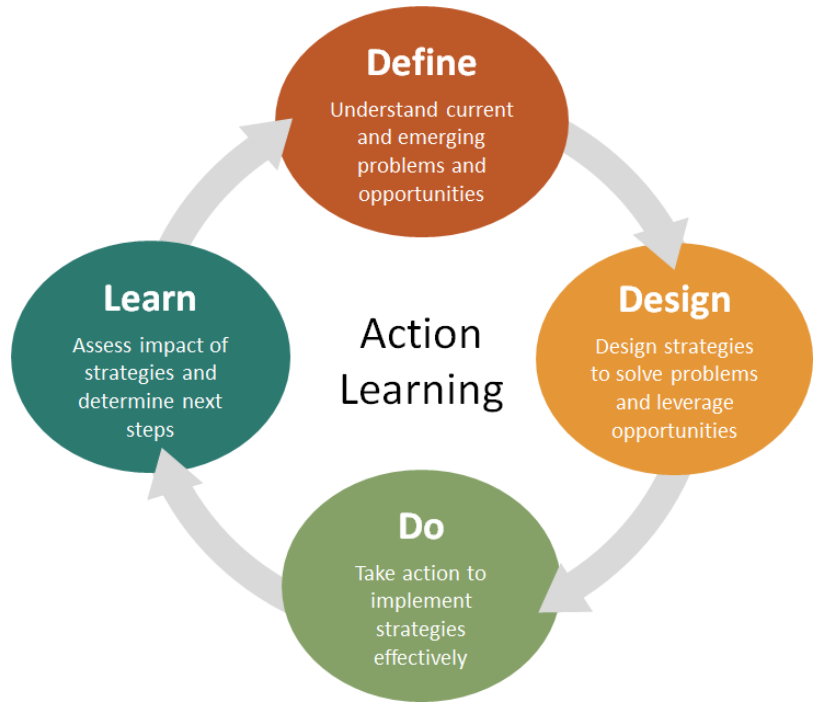 Define
Understand current
and emerging
problems and
opportunities
Design
Design strategies
to solve problems
and leverage
opportunities
Do
Take action to
implement
strategies
effectively
Learn
Assess impact of
strategies and
determine next
steps
Action
Learning